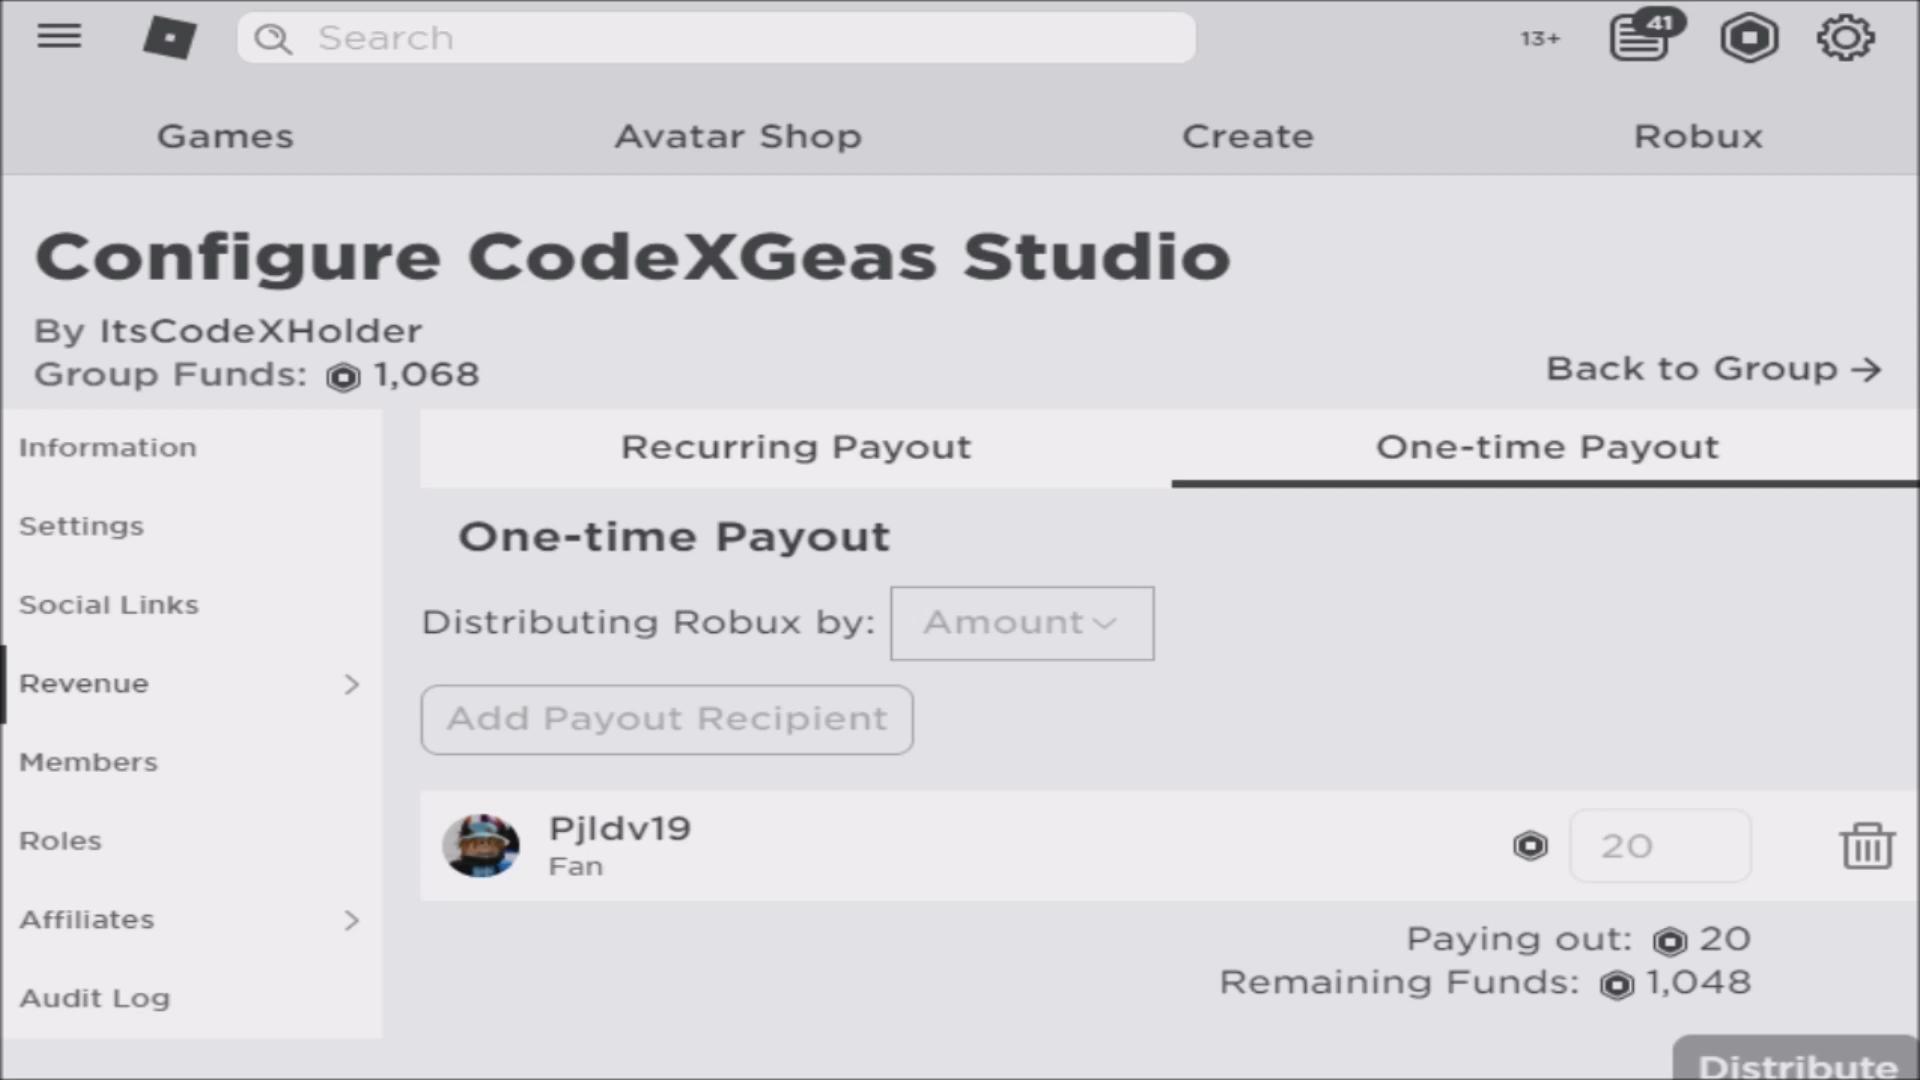 Search
13+
41
Games
Avatar Shop
Create
Robux
Configure CodeXGeas Studio
By ItsCodeXHolder
Group Funds: 1,068
Back to Group →
Information
Settings
Social Links
Revenue
Members
Roles
Affiliates
Audit Log
Recurring Payout
One-time Payout
One-time Payout
Distributing Robux by: Amount
Add Payout Recipient
Pjldv19
Fan
20
Paying out: 20
Remaining Funds: 1,048
Distribute